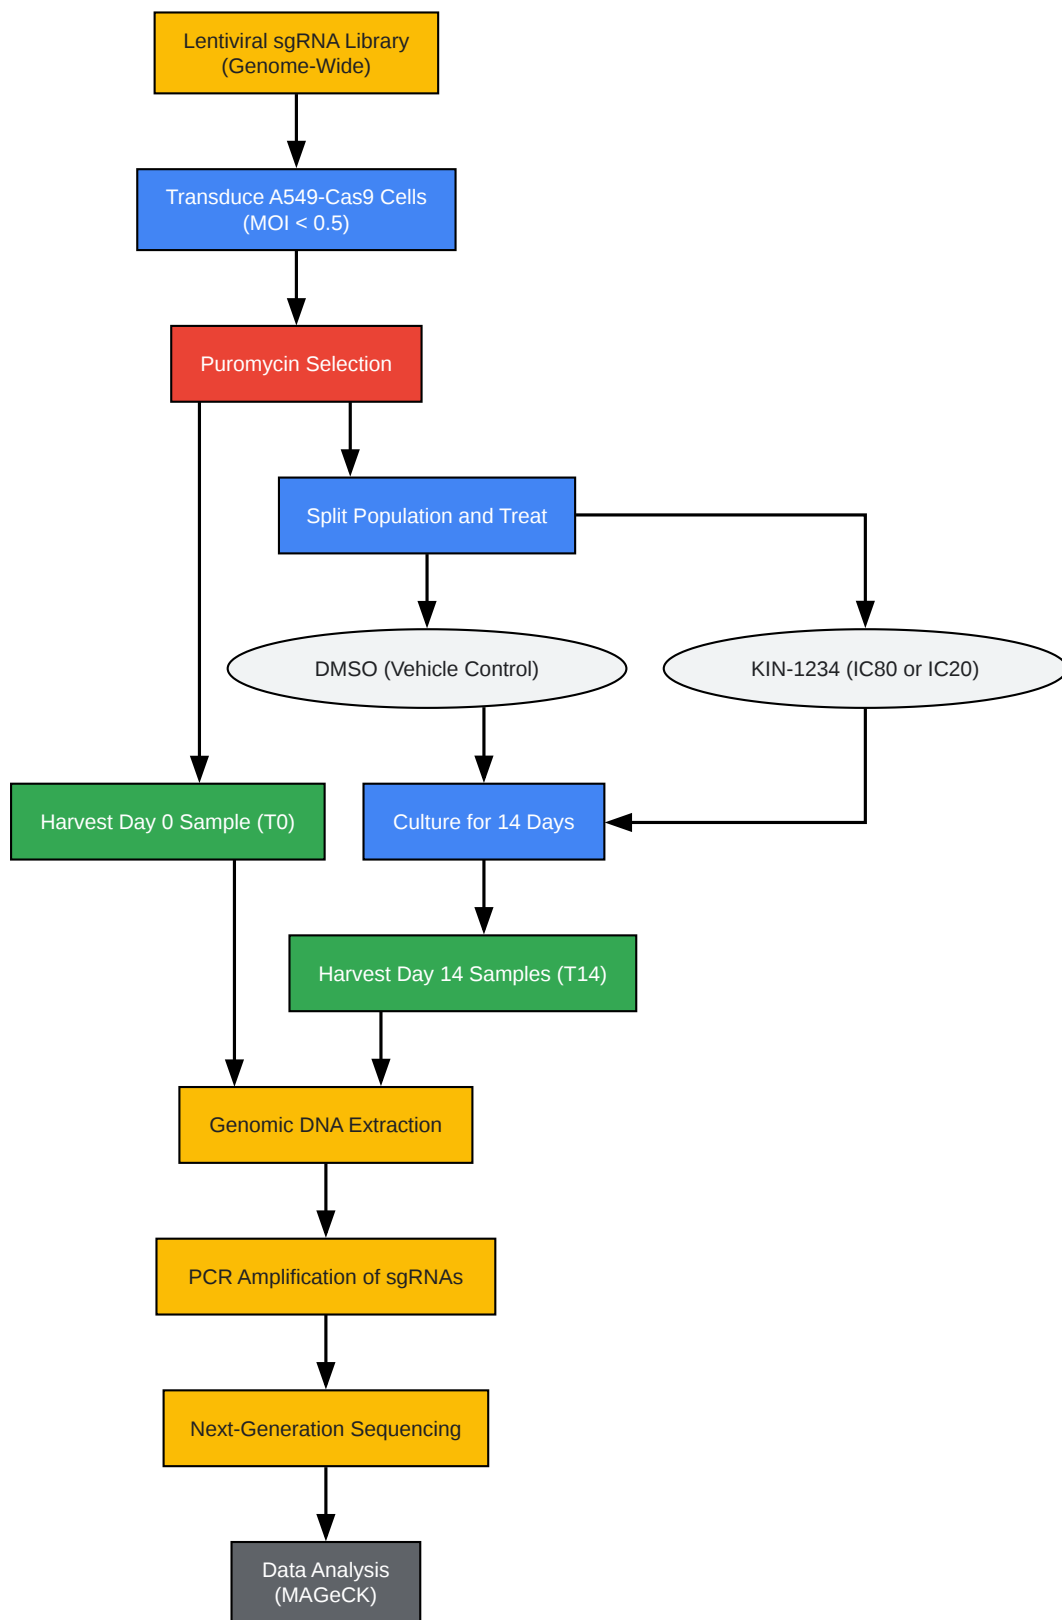 Lentiviral sgRNA Library
(Genome-Wide)
Transduce A549-Cas9 Cells
(MOI < 0.5)
Puromycin Selection
Split Population and Treat
DMSO (Vehicle Control)
KIN-1234 (IC80 or IC20)
Harvest Day 0 Sample (T0)
Culture for 14 Days
Harvest Day 14 Samples (T14)
Genomic DNA Extraction
PCR Amplification of sgRNAs
Next-Generation Sequencing
Data Analysis
(MAGeCK)